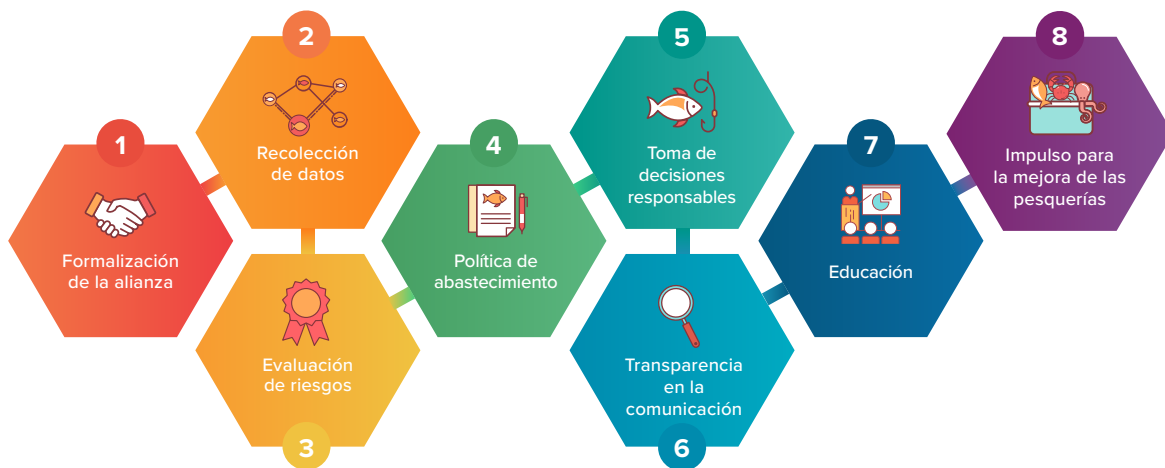 1
Formalización
de la alianza
2
Recolección
de datos
3
Evaluación
de riesgos
4
Política de
abastecimiento
5
Toma de
decisiones
responsables
6
Transparencia
en la
comunicación
7
Educación
8
Impulso para
la mejora de las
pesquerías